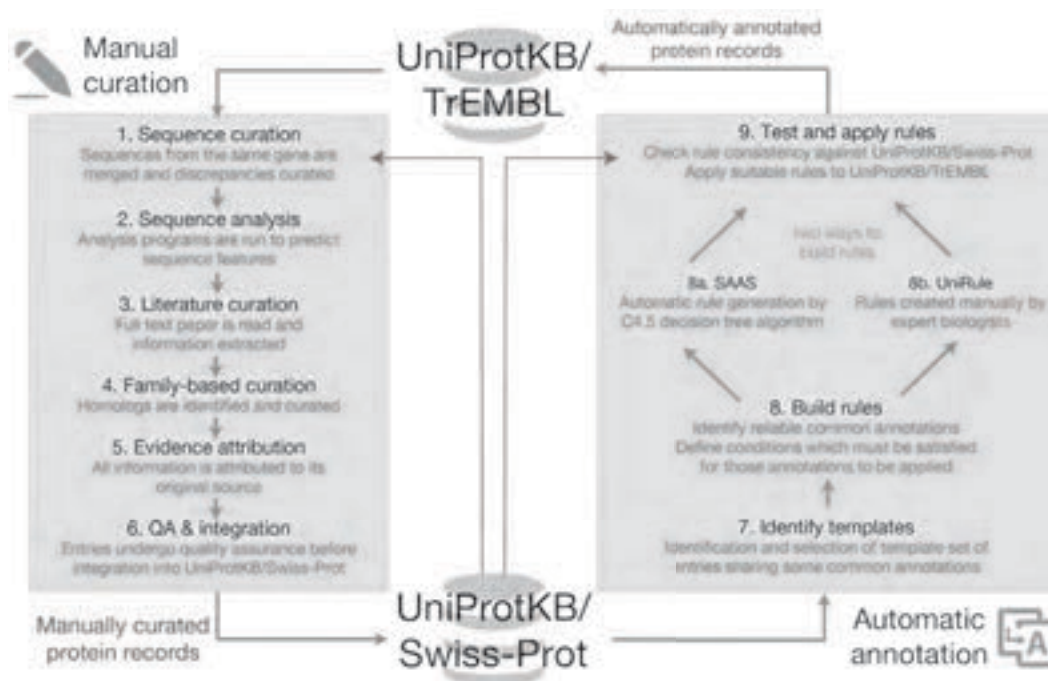 Manual
curation
UniProtKB/
TrEMBL
Automatically annotated
protein records
1. Sequence curation
Sequences from the same gene are
merged and discrepancies curated
2. Sequence analysis
Analysis programs are run to predict
sequence features
3. Literature curation
Full text paper is read and
information extracted
4. Family-based curation
Homologs are identified and curated
5. Evidence attribution
All information is attributed to its
original source
6. QA & integration
Entries undergo quality assurance before
integration into UniProtKB/Swiss-Prot
Manually curated
protein records
UniProtKB/
Swiss-Prot
9. Test and apply rules
Check rule consistency against UniProtKB/Swiss-Prot
Apply suitable rules to UniProtKB/TrEMBL
two ways to
build rules
8a. SAAS
Automatic rule generation by
C4.5 decision tree algorithm
8b. UniRule
Rules created manually by
expert biologists
8. Build rules
Identify reliable common annotations
Define conditions which must be satisfied
for those annotations to be applied
7. Identify templates
Identification and selection of template set of
entries sharing some common annotations
Automatic
annotation
A